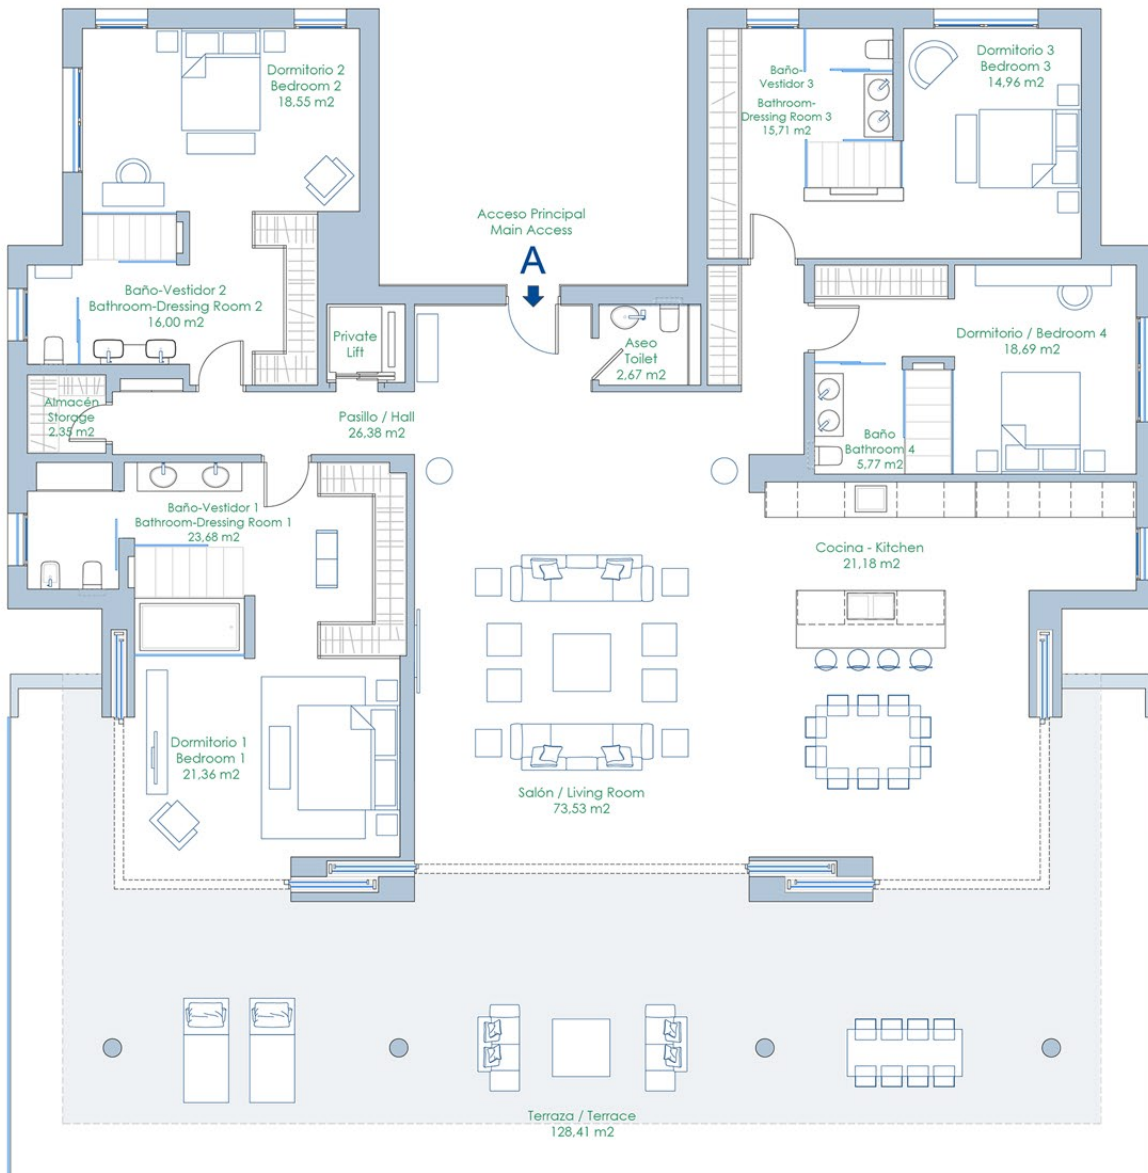 Dormitorio 2
Bedroom 2
18,55 m2
Baño-
Vestidor 3
Bathroom-
Dressing Room 3
15,71 m2
Dormitorio 3
Bedroom 3
14,96 m2
Acceso Principal
Main Access
A
Baño-Vestidor 2
Bathroom-Dressing Room 2
16,00 m2
Private
Lift
Aseo
Toilet
2,67 m2
Dormitorio / Bedroom 4
18,69 m2
Almacén
Storage
2,35 m2
Pasillo / Hall
26,38 m2
Baño
Bathroom 4
5,77 m2
Baño-Vestidor 1
Bathroom-Dressing Room 1
23,68 m2
Cocina - Kitchen
21,18 m2
Dormitorio 1
Bedroom 1
21,36 m2
Salón / Living Room
73,53 m2
Terraza / Terrace
128,41 m2